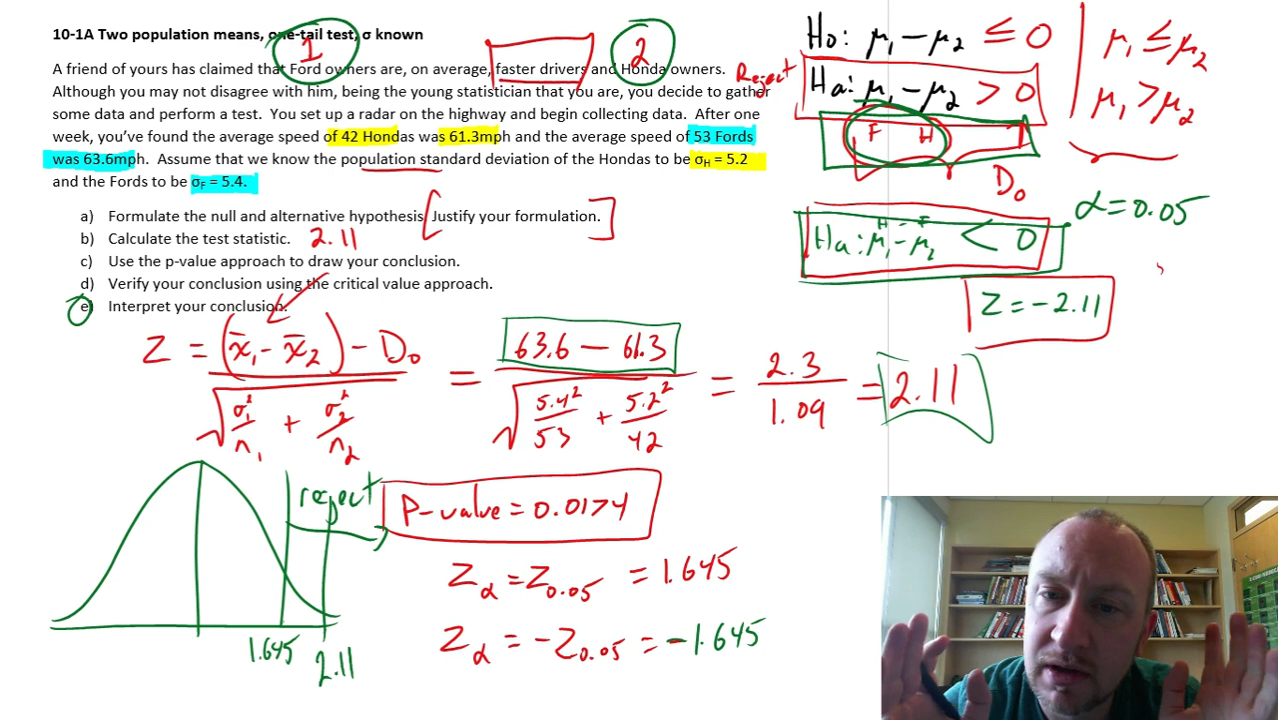 10-1A Two population means, one-tail test, σ known
1
2
A friend of yours has claimed that Ford owners are, on average, faster drivers and Honda owners.
Although you may not disagree with him, being the young statistician that you are, you decide to gather
some data and perform a test. You set up a radar on the highway and begin collecting data. After one
week, you've found the average speed of 42 Hondas was 61.3mph and the average speed of 53 Fords
was 63.6mph. Assume that we know the population standard deviation of the Hondas to be σH = 5.2
and the Fords to be σF = 5.4.
a) Formulate the null and alternative hypothesis. [Justify your formulation.]
b) Calculate the test statistic. 2.11
c) Use the p-value approach to draw your conclusion.
d) Verify your conclusion using the critical value approach.
e) Interpret your conclusion.
Ho: μ1 - μ2 ≤ 0
μ1 ≤ μ2
Reject
Ha: μ1 - μ2 > 0
μ1 > μ2
F H
D0
α = 0.05
H - F
Ha: μ1 - μ2 < 0
Z = -2.11
Z = (x̄1 - x̄2) - D0 / √(σ1²/n1 + σ2²/n2) = 63.6 - 61.3 / √(5.4²/53 + 5.2²/42) = 2.3/1.09 = 2.11
reject
P-value = 0.0174
Zα = Z0.05 = 1.645
Zα = -Z0.05 = -1.645
1.645
2.11